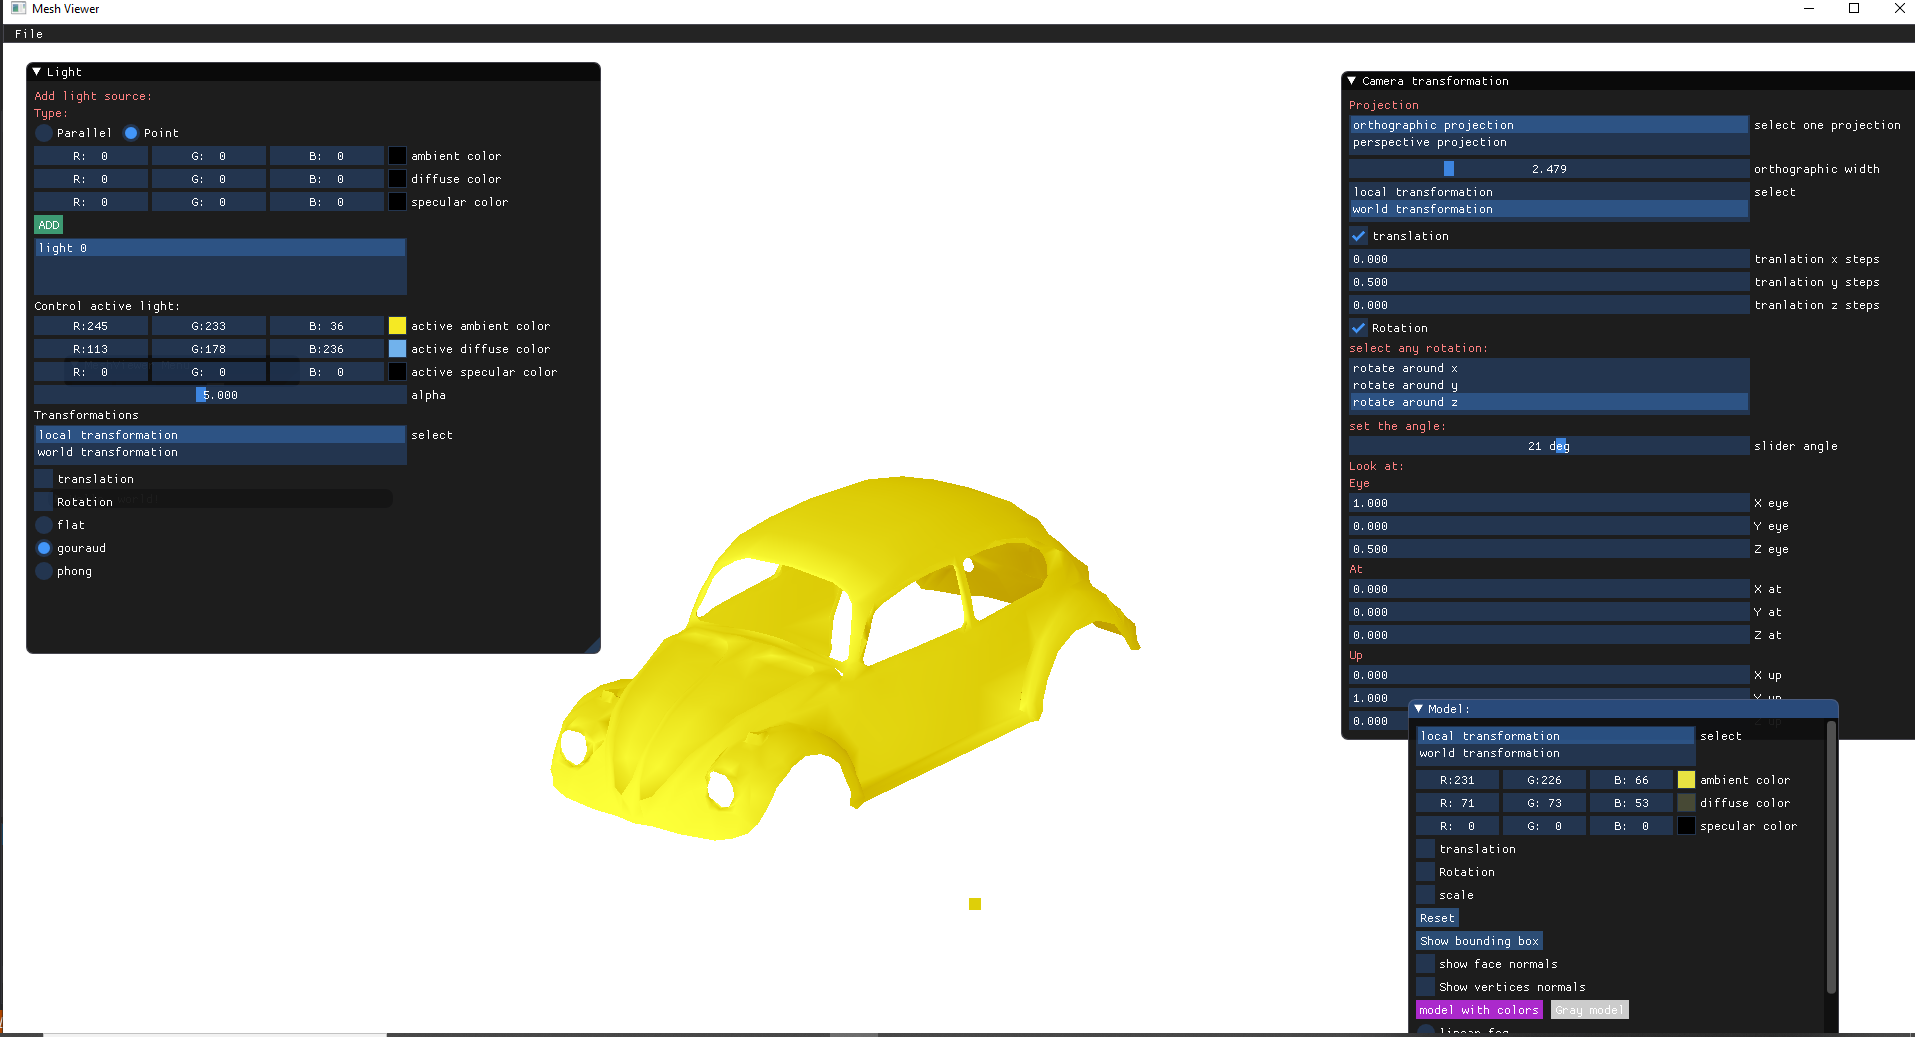 Mesh Viewer
File
Light
Add light source:
Type:
Parallel Point
R: 0 G: 0 B: 0 ambient color
R: 0 G: 0 B: 0 diffuse color
R: 0 G: 0 B: 0 specular color
ADD
light 0
Control active light:
R:245 G:233 B: 36 active ambient color
R:113 G:178 B:236 active diffuse color
R: 0 G: 0 B: 0 active specular color
5.000 alpha
Transformations
local transformation select
world transformation
translation
Rotation
flat
gouraud
phong
Camera transformation
Projection
orthographic projection select one projection
perspective projection
2.479 orthographic width
local transformation select
world transformation
translation
0.000 tranlation x steps
0.500 tranlation y steps
0.000 tranlation z steps
Rotation
select any rotation:
rotate around x
rotate around y
rotate around z
set the angle:
21 deg slider angle
Look at:
Eye
1.000 X eye
0.000 Y eye
0.500 Z eye
At
0.000 X at
0.000 Y at
0.000 Z at
Up
0.000 X up
1.000 Y up
0.000 Z up
Model:
local transformation select
world transformation
R:231 G:226 B: 66 ambient color
R: 71 G: 73 B: 53 diffuse color
R: 0 G: 0 B: 0 specular color
translation
Rotation
scale
Reset
Show bounding box
show face normals
Show vertices normals
model with colors Gray model
linear fog